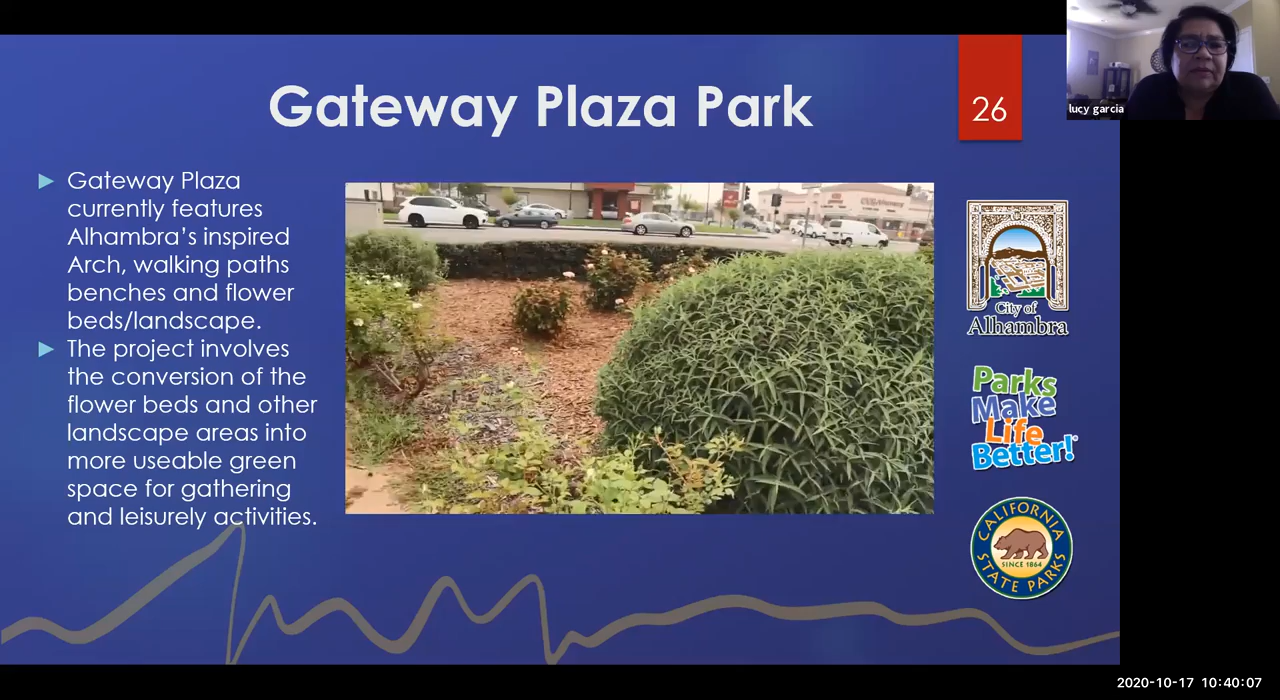 Gateway Plaza Park
26
lucy garcia
Gateway Plaza
currently features
Alhambra’s inspired
Arch, walking paths
benches and flower
beds/landscape.
The project involves
the conversion of the
flower beds and other
landscape areas into
more useable green
space for gathering
and leisurely activities.
City of
Alhambra
Parks
Make
Life
Better!®
CALIFORNIA
SINCE 1864
STATE PARKS
2020-10-17 10:40:07